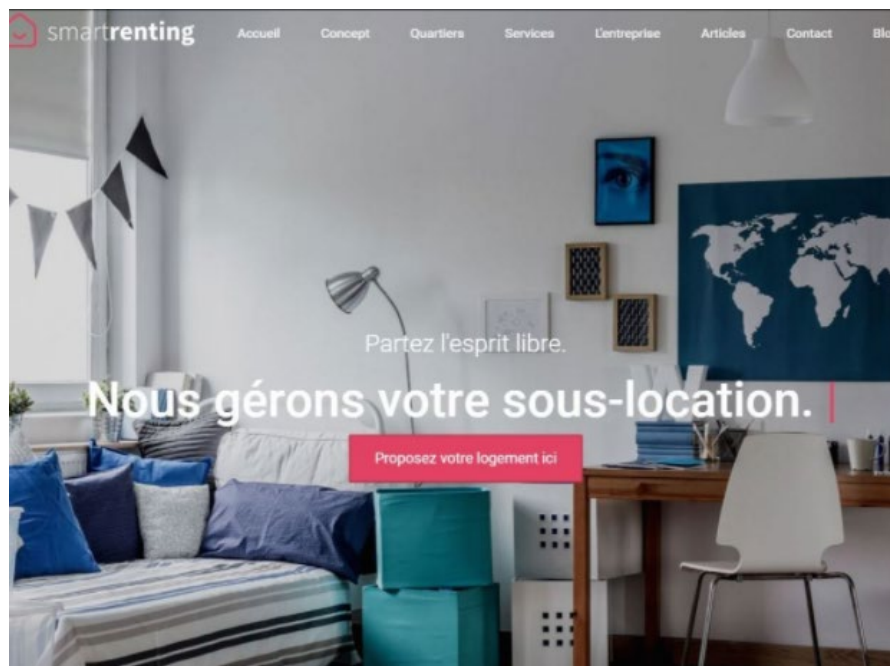 smartrenting Accueil Concept Quartiers Services L'entreprise Articles Contact
Partez l'esprit libre.
Nous gérons votre sous-location.
Proposez votre logement ici